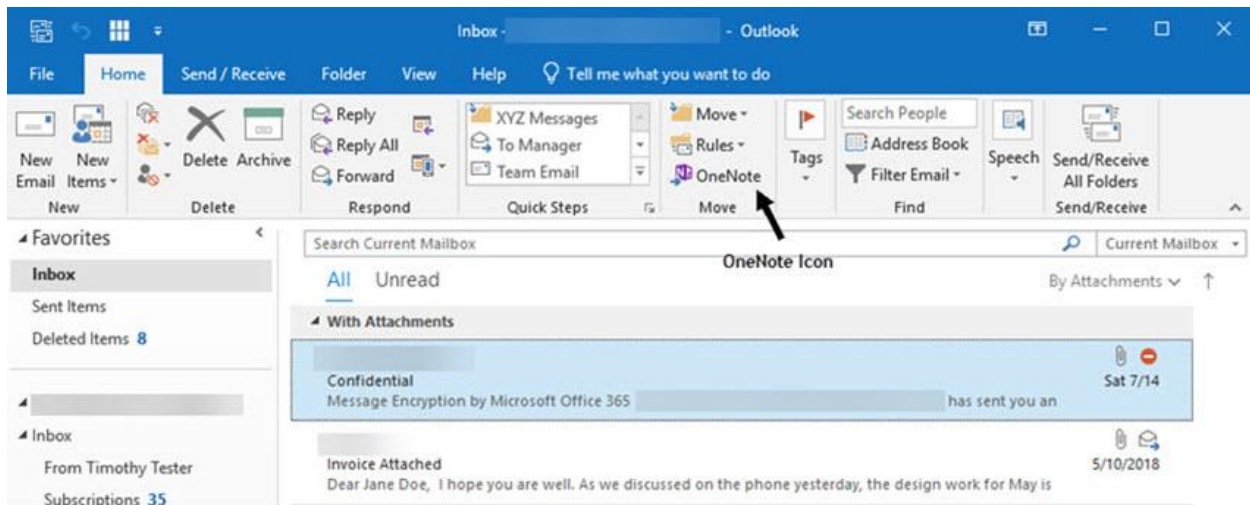 Inbox - - Outlook
File Home Send / Receive Folder View Help Tell me what you want to do
New Email
New Items
Delete
Archive
Reply
Reply All
Forward
XYZ Messages
To Manager
Team Email
Move
Rules
OneNote
Tags
Search People
Address Book
Filter Email
Speech
Send/Receive
All Folders
New Delete Respond Quick Steps Move Find Send/Receive
Favorites
Inbox
Sent Items
Deleted Items 8
Inbox
From Timothy Tester
Subscriptions 35
Search Current Mailbox Current Mailbox
OneNote Icon
All Unread By Attachments
With Attachments
Confidential Sat 7/14
Message Encryption by Microsoft Office 365 has sent you an
Invoice Attached 5/10/2018
Dear Jane Doe, I hope you are well. As we discussed on the phone yesterday, the design work for May is